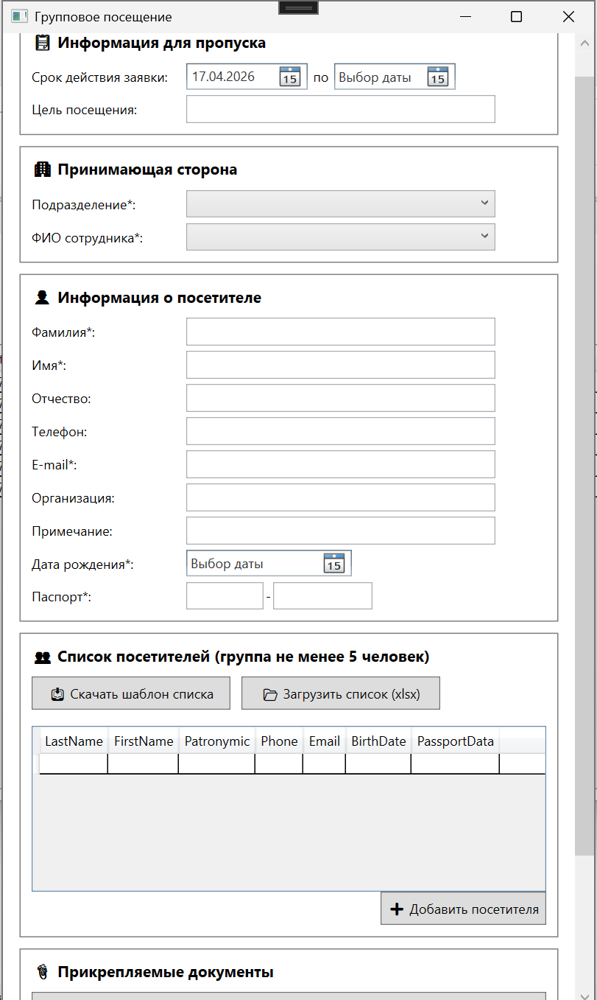 Групповое посещение
Информация для пропуска
Срок действия заявки: 17.04.2026 15 по Выбор даты 15
Цель посещения:
Принимающая сторона
Подразделение*:
ФИО сотрудника*:
Информация о посетителе
Фамилия*:
Имя*:
Отчество:
Телефон:
E-mail*:
Организация:
Примечание:
Дата рождения*: Выбор даты 15
Паспорт*: -
Список посетителей (группа не менее 5 человек)
Скачать шаблон списка Загрузить список (xlsx)
LastName FirstName Patronymic Phone Email BirthDate PassportData
Добавить посетителя
Прикрепляемые документы